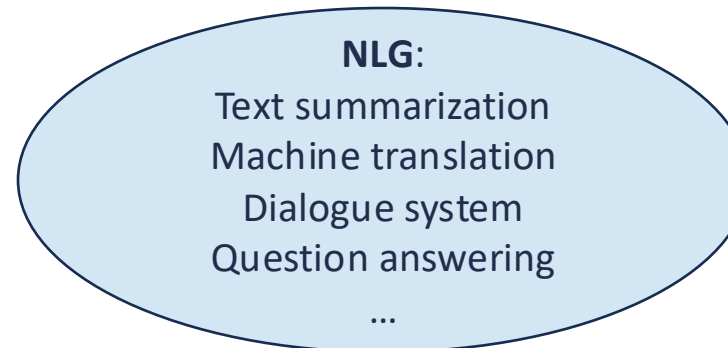 NLG:
Text summarization
Machine translation
Dialogue system
Question answering
...